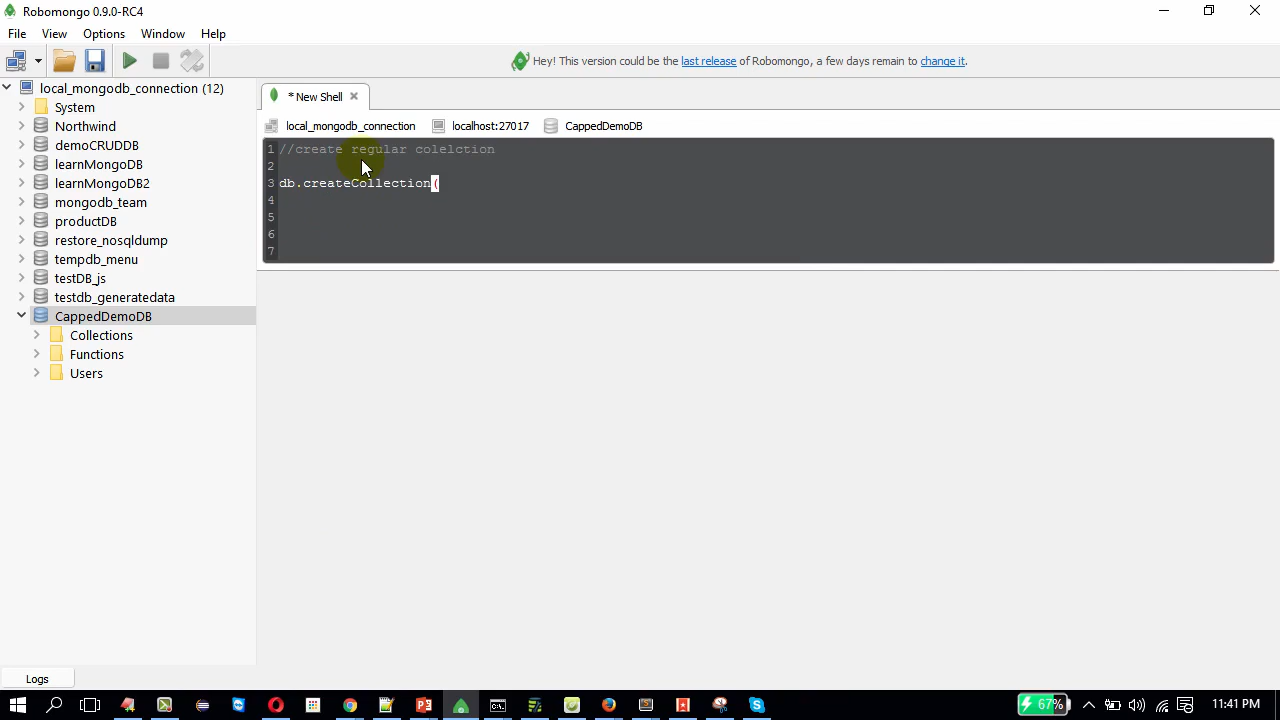 Robomongo 0.9.0-RC4
File View Options Window Help
Hey! This version could be the last release of Robomongo, a few days remain to change it.
local_mongodb_connection (12)
System
Northwind
demoCRUDDB
learnMongoDB
learnMongoDB2
mongodb_team
productDB
restore_nosqldump
tempdb_menu
testDB_js
testdb_generatedata
CappedDemoDB
Collections
Functions
Users
* New Shell
local_mongodb_connection localhost:27017 CappedDemoDB
1 //create regular colelction
2
3 db.createCollection(
4
5
6
7
Logs
67% 11:41 PM